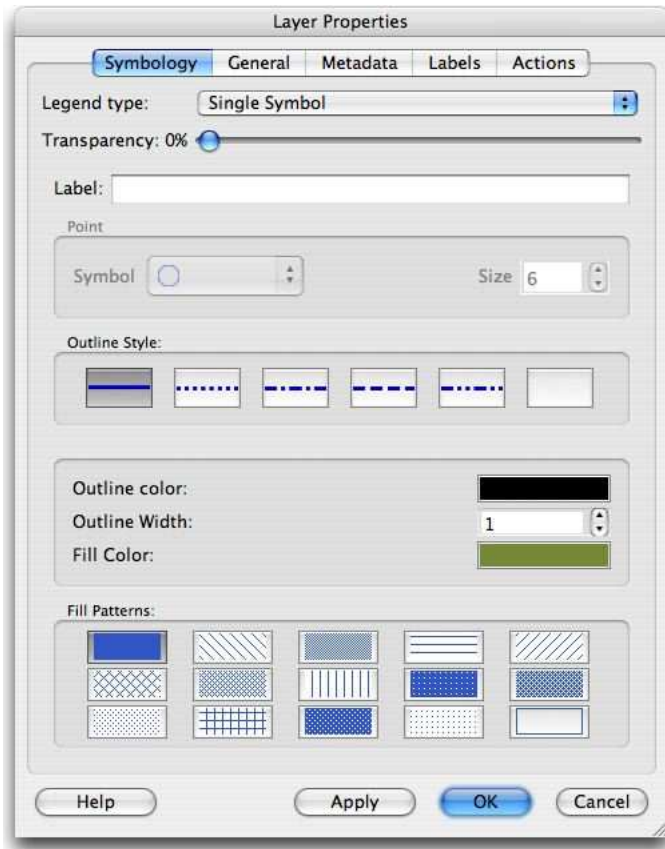 Layer Properties
Symbology General Metadata Labels Actions
Legend type: Single Symbol
Transparency: 0%
Label:
Point
Symbol Size 6
Outline Style:
Outline color:
Outline Width: 1
Fill Color:
Fill Patterns:
Help Apply OK Cancel